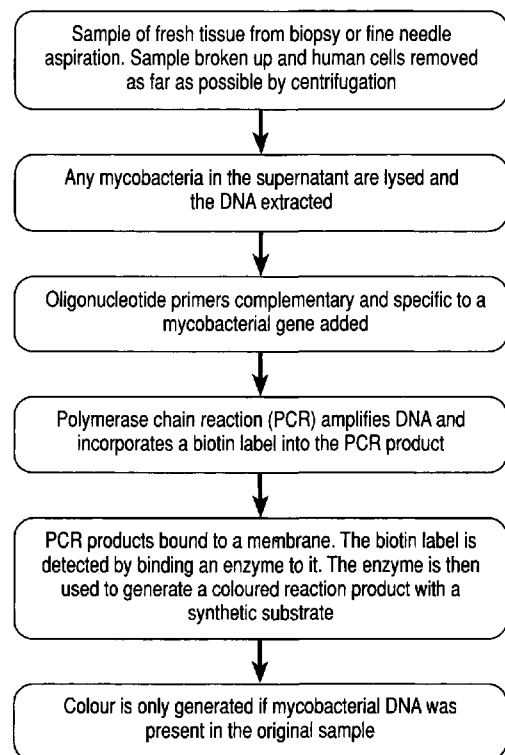 Sample of fresh tissue from biopsy or fine needle
aspiration. Sample broken up and human cells removed
as far as possible by centrifugation
Any mycobacteria in the supernatant are lysed and
the DNA extracted
Oligonucleotide primers complementary and specific to a
mycobacterial gene added
Polymerase chain reaction (PCR) amplifies DNA and
incorporates a biotin label into the PCR product
PCR products bound to a membrane. The biotin label is
detected by binding an enzyme to it. The enzyme is then
used to generate a coloured reaction product with a
synthetic substrate
Colour is only generated if mycobacterial DNA was
present in the original sample